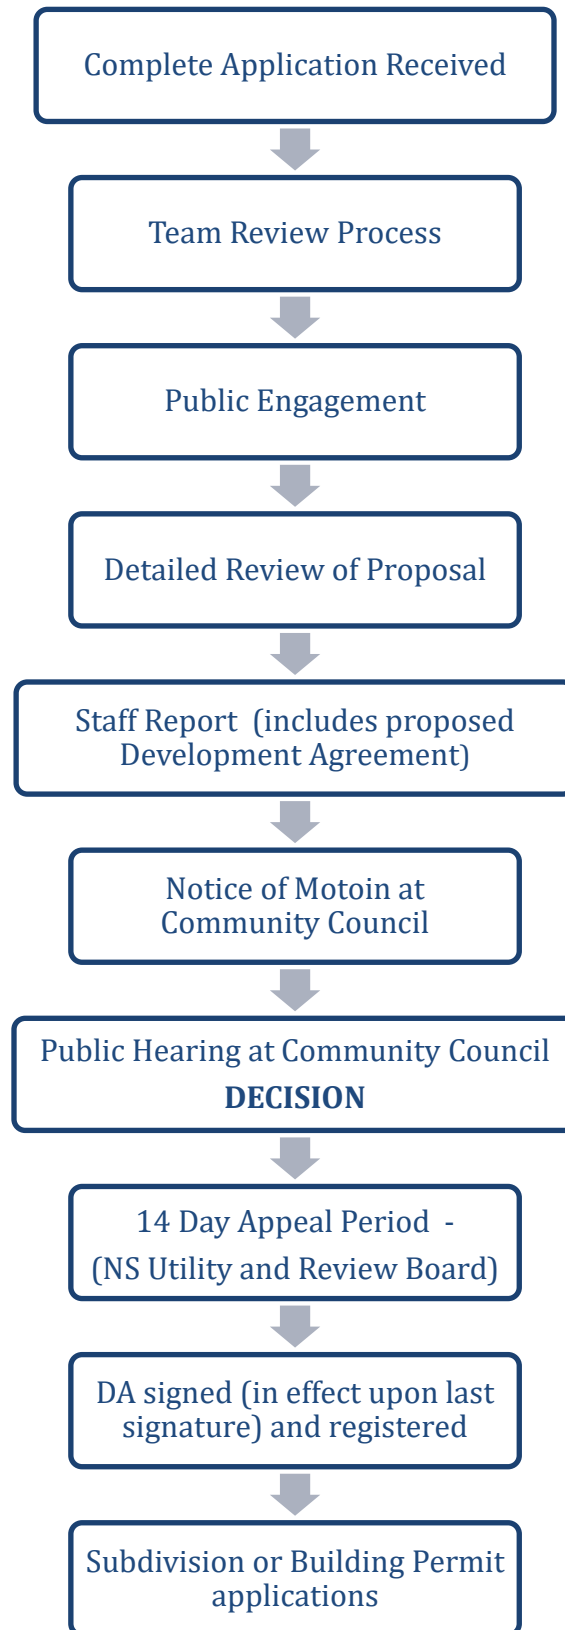 Complete Application Received
Team Review Process
Public Engagement
Detailed Review of Proposal
Staff Report (includes proposed
Development Agreement)
Notice of Motoin at
Community Council
Public Hearing at Community Council
DECISION
14 Day Appeal Period -
(NS Utility and Review Board)
DA signed (in effect upon last
signature) and registered
Subdivision or Building Permit
applications